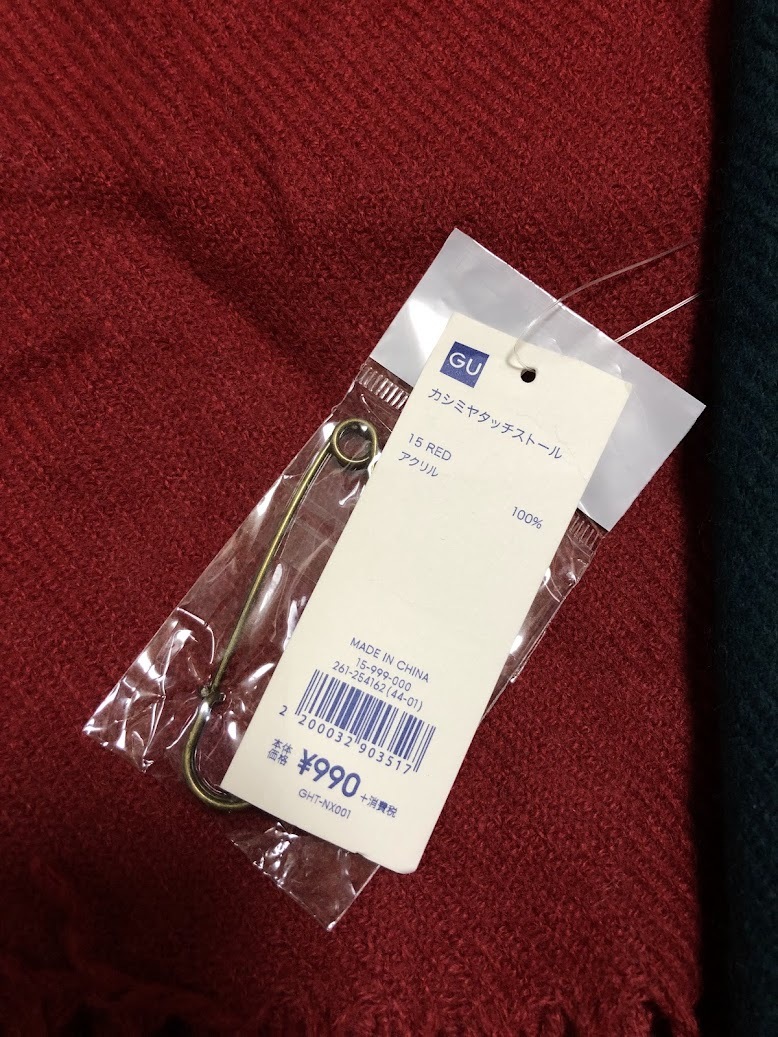 GU
カシミヤタッチストール
15 RED
アクリル 100%
MADE IN CHINA
15-999-000
261-254162(44-01)
2 200032 903517
本体
価格 ¥990 +消費税
GHT-NX001